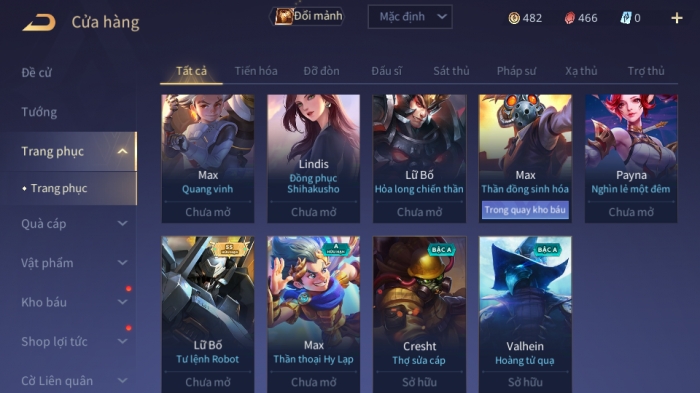 Cửa hàng
Đổi mảnh
Mặc định
482
466
0
Đề cử
Tướng
Trang phục
Trang phục
Quà cáp
Vật phẩm
Kho báu
Shop lợi tức
Cờ Liên quân
Tất cả Tiến hóa Đỡ đòn Đấu sĩ Sát thủ Pháp sư Xạ thủ Trợ thủ
Max
Quang vinh
Chưa mở
Lindis
Đồng phục
Shihakusho
Chưa mở
Lữ Bố
Hỏa long chiến thần
Chưa mở
Max
Thần đồng sinh hóa
Trong quay kho báu
Payna
Nghìn lẻ một đêm
Chưa mở
SS
HỮU HẠN
Lữ Bố
Tư lệnh Robot
Chưa mở
A
HỮU HẠN
Max
Thần thoại Hy Lạp
Chưa mở
BẬC A
Cresht
Thợ sửa cáp
Sở hữu
BẬC A
Valhein
Hoàng tử quạ
Sở hữu